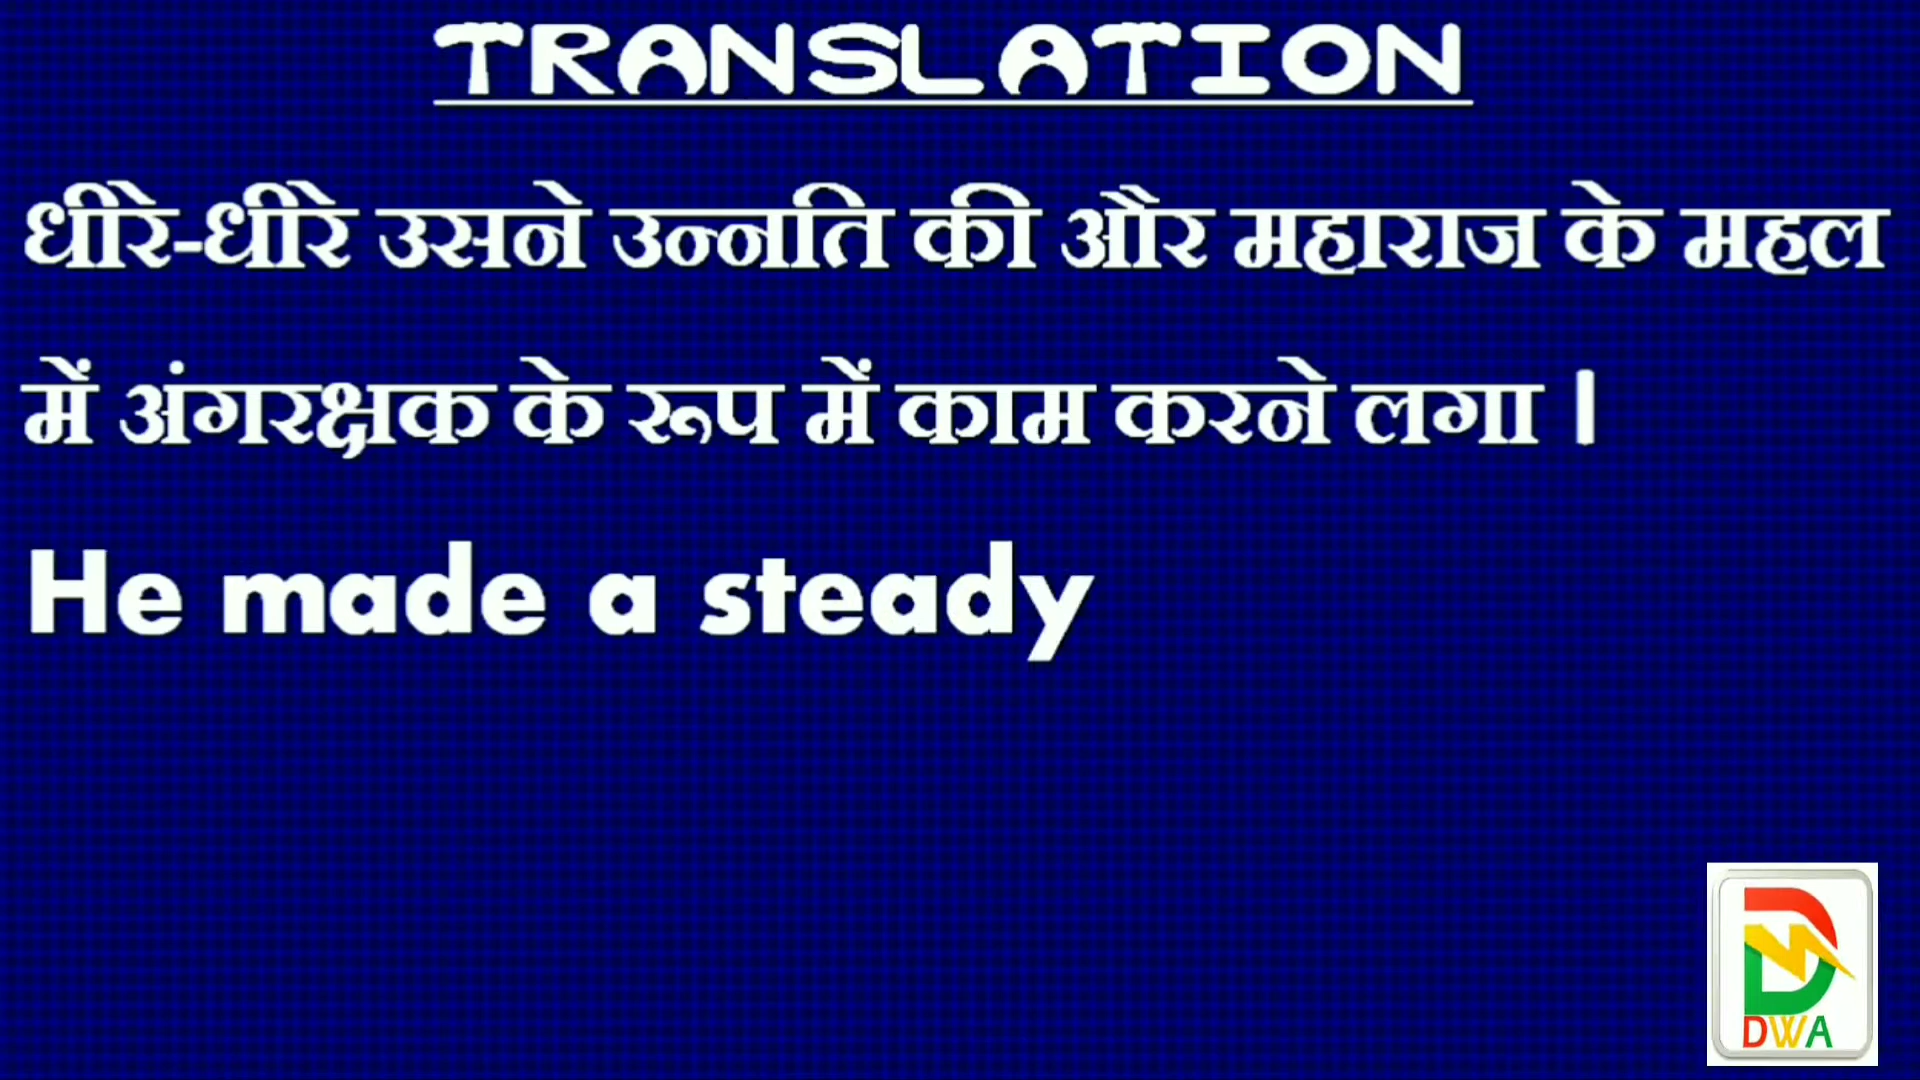 TRANSLATION
धीरे-धीरे उसने उन्नति की और महाराज के महल
में अंगरक्षक के रूप में काम करने लगा ।
He made a steady
DWA